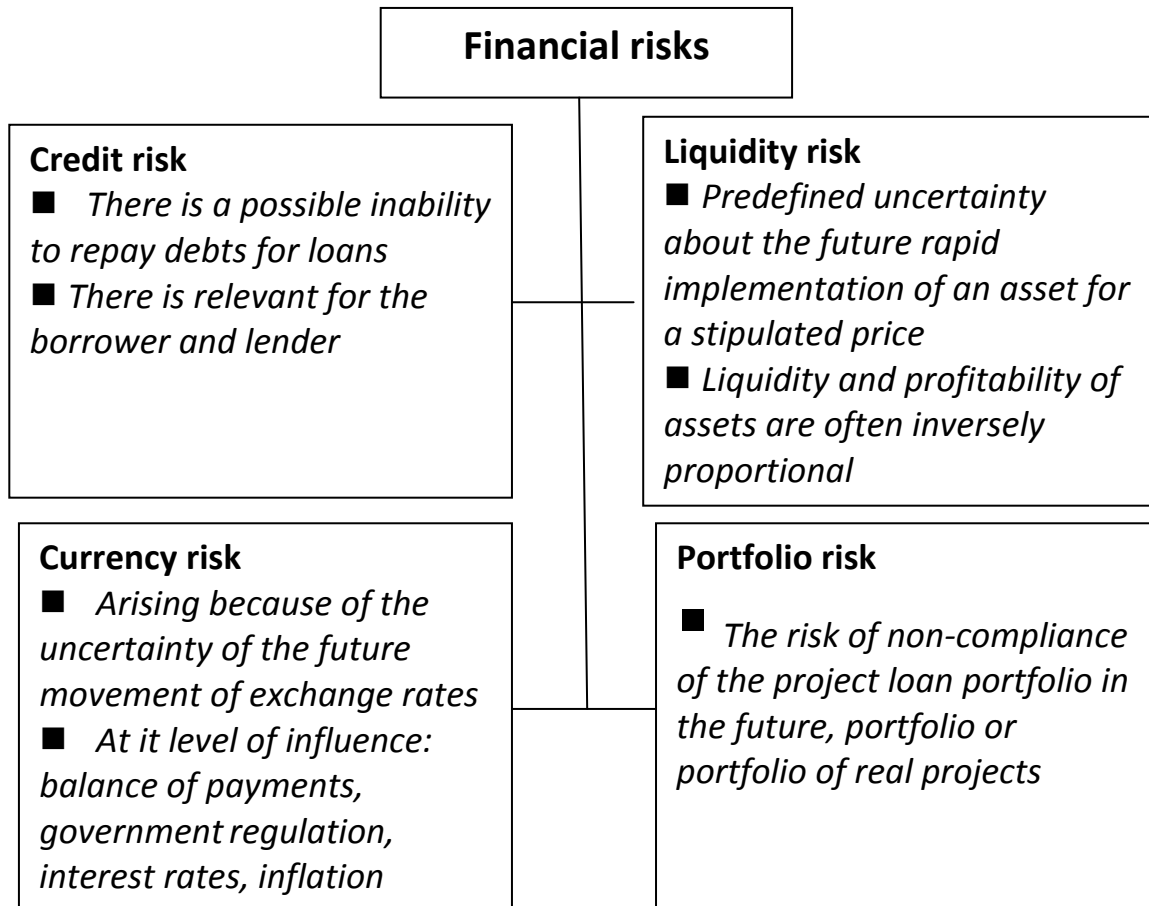 Financial risks
Credit risk
■ There is a possible inability
to repay debts for loans
■ There is relevant for the
borrower and lender
Liquidity risk
■ Predefined uncertainty
about the future rapid
implementation of an asset for
a stipulated price
■ Liquidity and profitability of
assets are often inversely
proportional
Currency risk
■ Arising because of the
uncertainty of the future
movement of exchange rates
■ At it level of influence:
balance of payments,
government regulation,
interest rates, inflation
Portfolio risk
■ The risk of non-compliance
of the project loan portfolio in
the future, portfolio or
portfolio of real projects